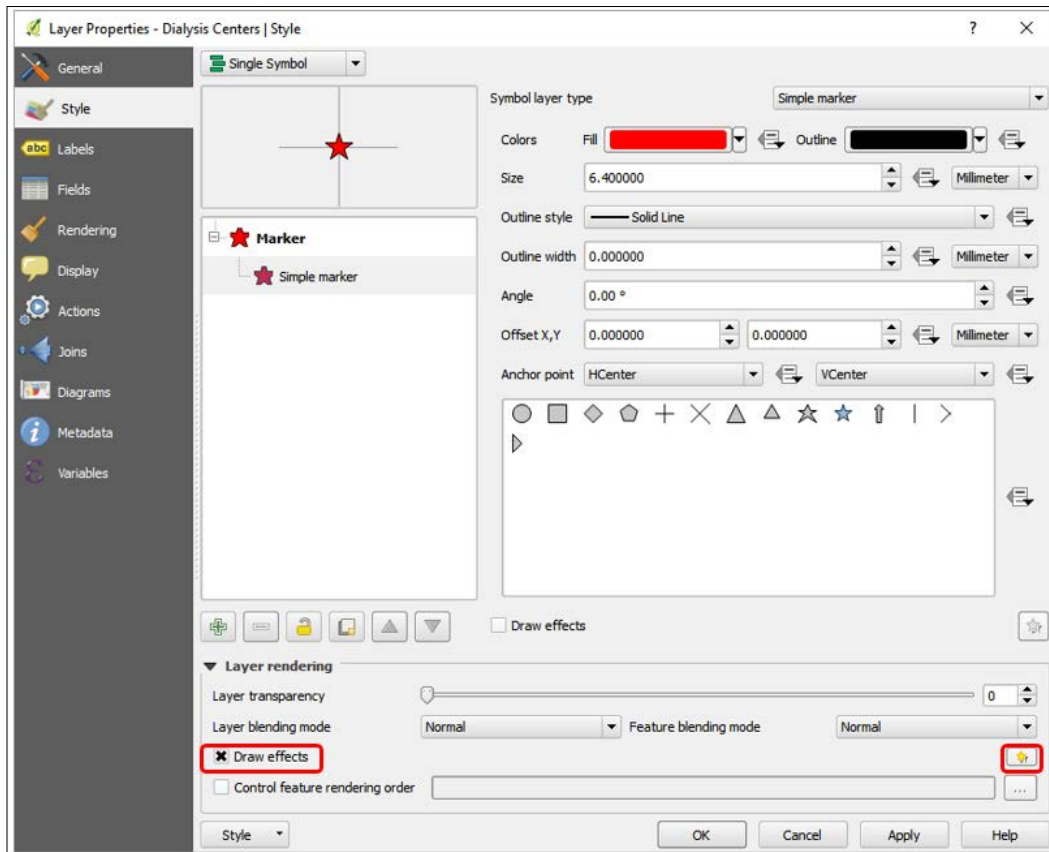 Layer Properties - Dialysis Centers | Style
?
General
Style
abc Labels
Fields
Rendering
Display
Actions
Joins
Diagrams
Metadata
Variables
Single Symbol
Marker
Simple marker
Symbol layer type Simple marker
Colors Fill Outline
Size 6.400000 Millimeter
Outline style Solid Line
Outline width 0.000000 Millimeter
Angle 0.00 °
Offset X,Y 0.000000 0.000000 Millimeter
Anchor point HCenter VCenter
Draw effects
Layer rendering
Layer transparency 0
Layer blending mode Normal Feature blending mode Normal
Draw effects
Control feature rendering order ...
Style OK Cancel Apply Help